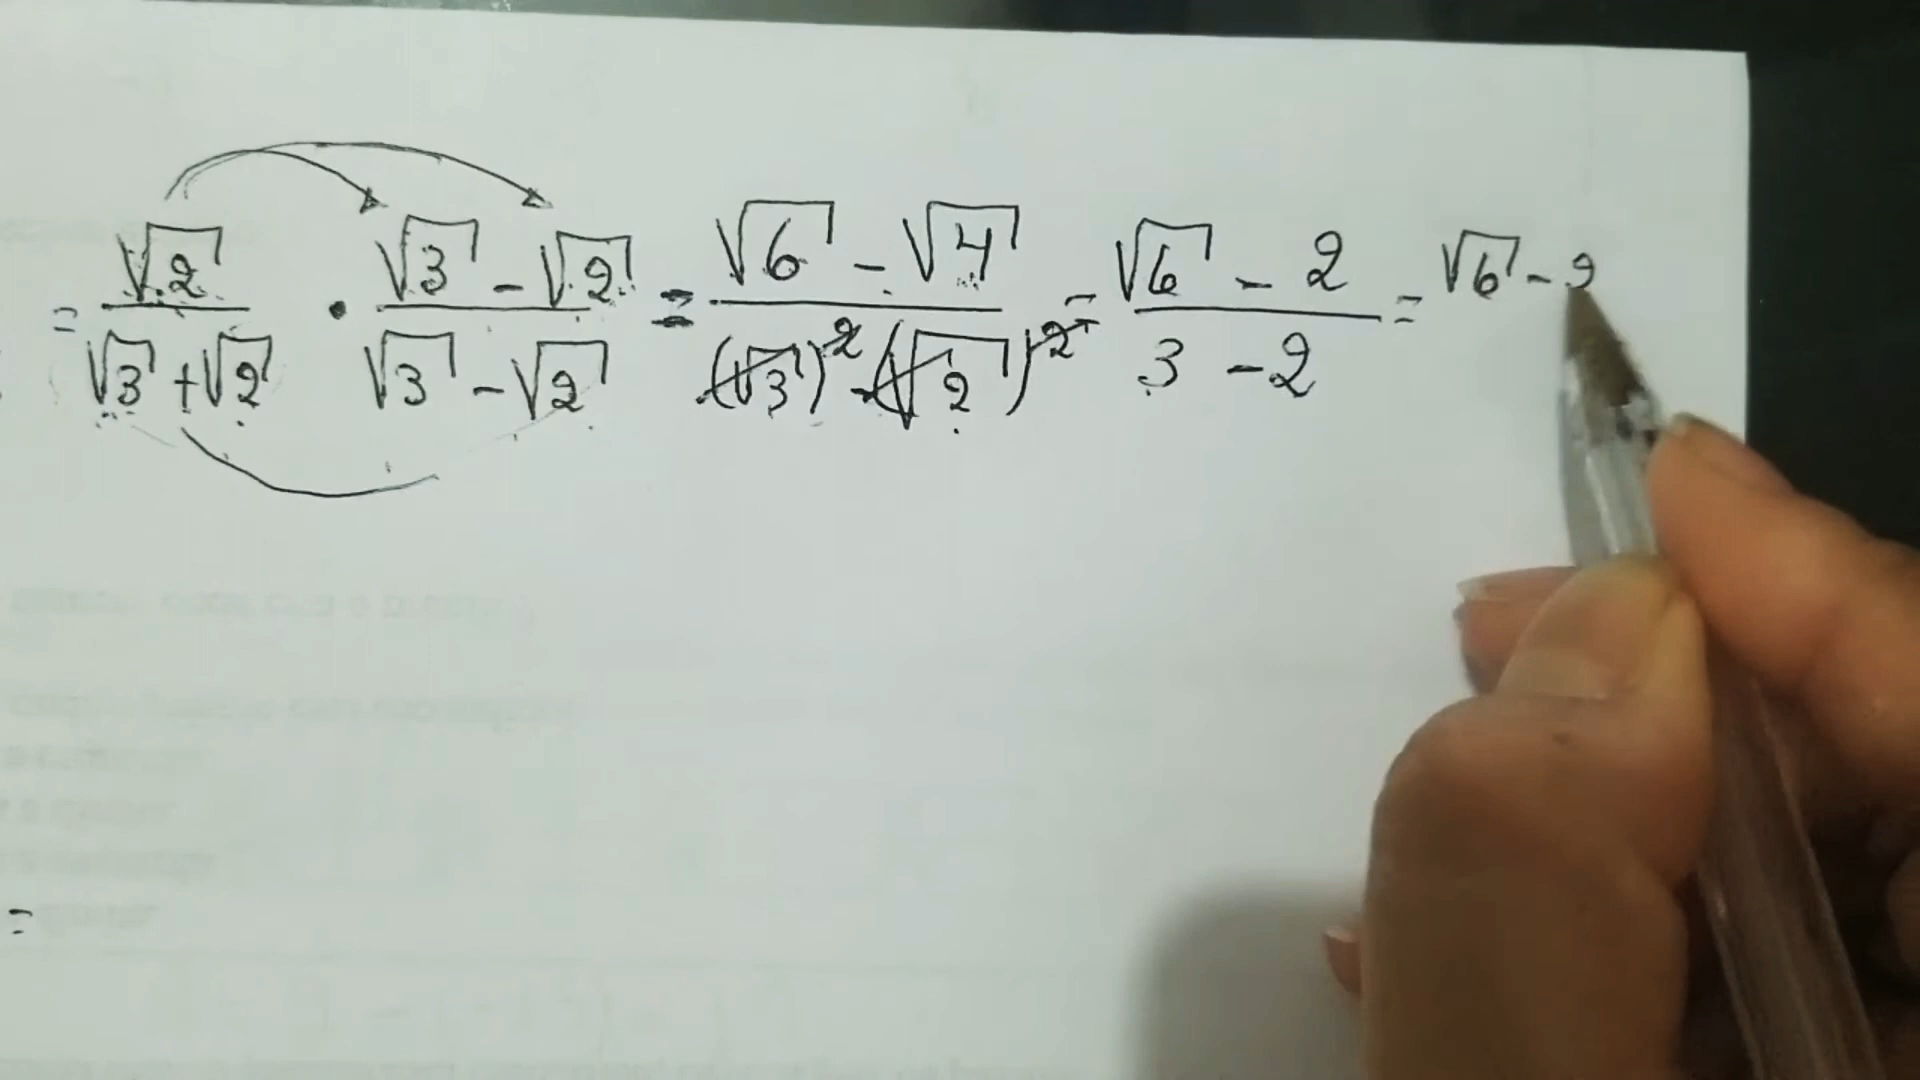 = √2/(√3 + √2) · (√3 - √2)/(√3 - √2) = (√6 - √4)/((√3)² - (√2)²) = (√6 - 2)/(3 - 2) = √6 - 2
=